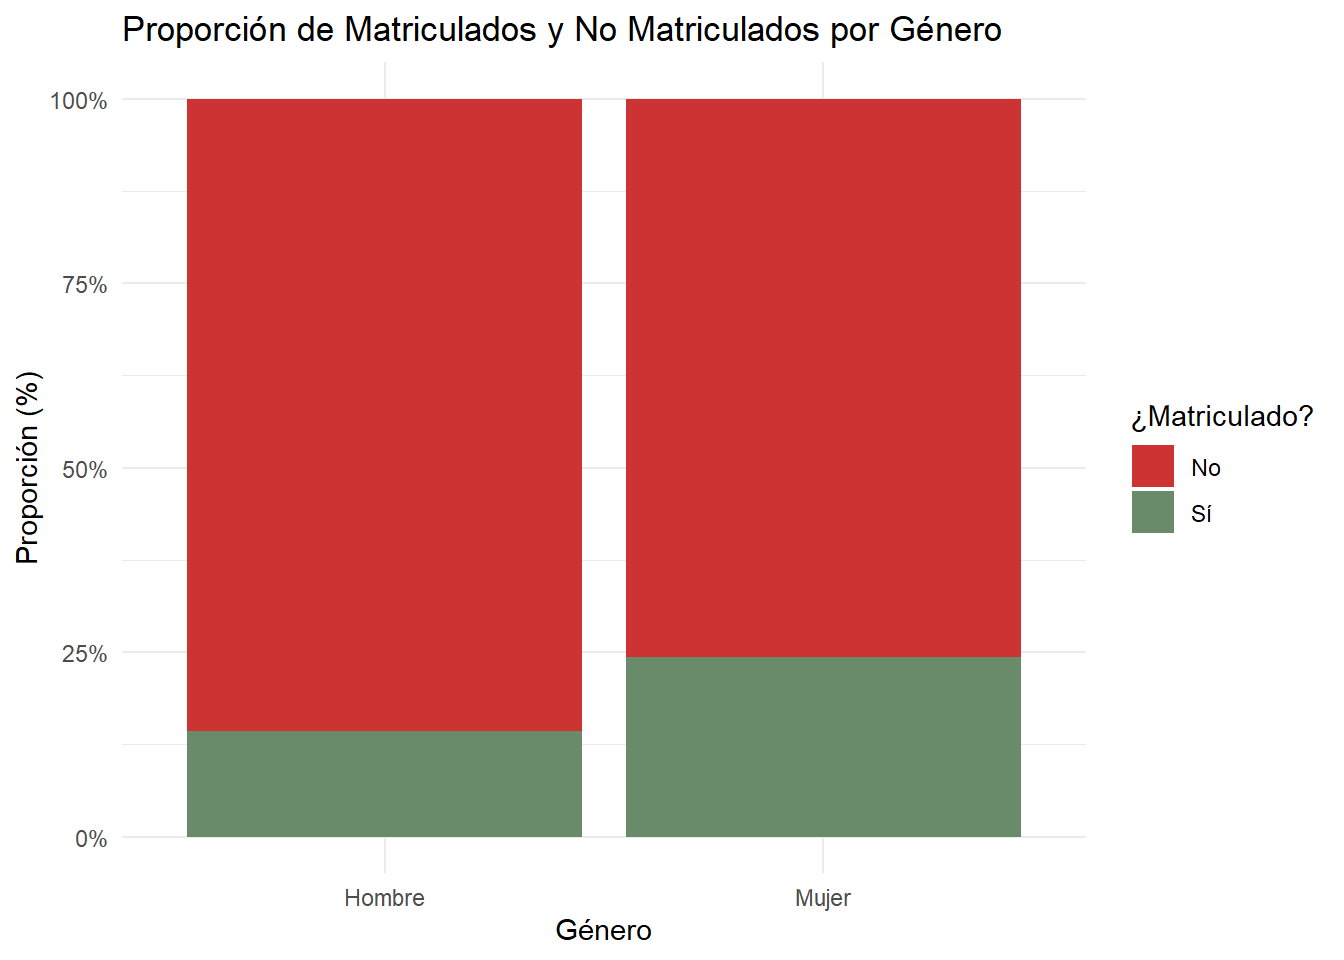 Proporción de Matriculados y No Matriculados por Género
Proporción (%)
100%
75%
50%
25%
0%
Hombre
Mujer
Género
¿Matriculado?
No
Sí